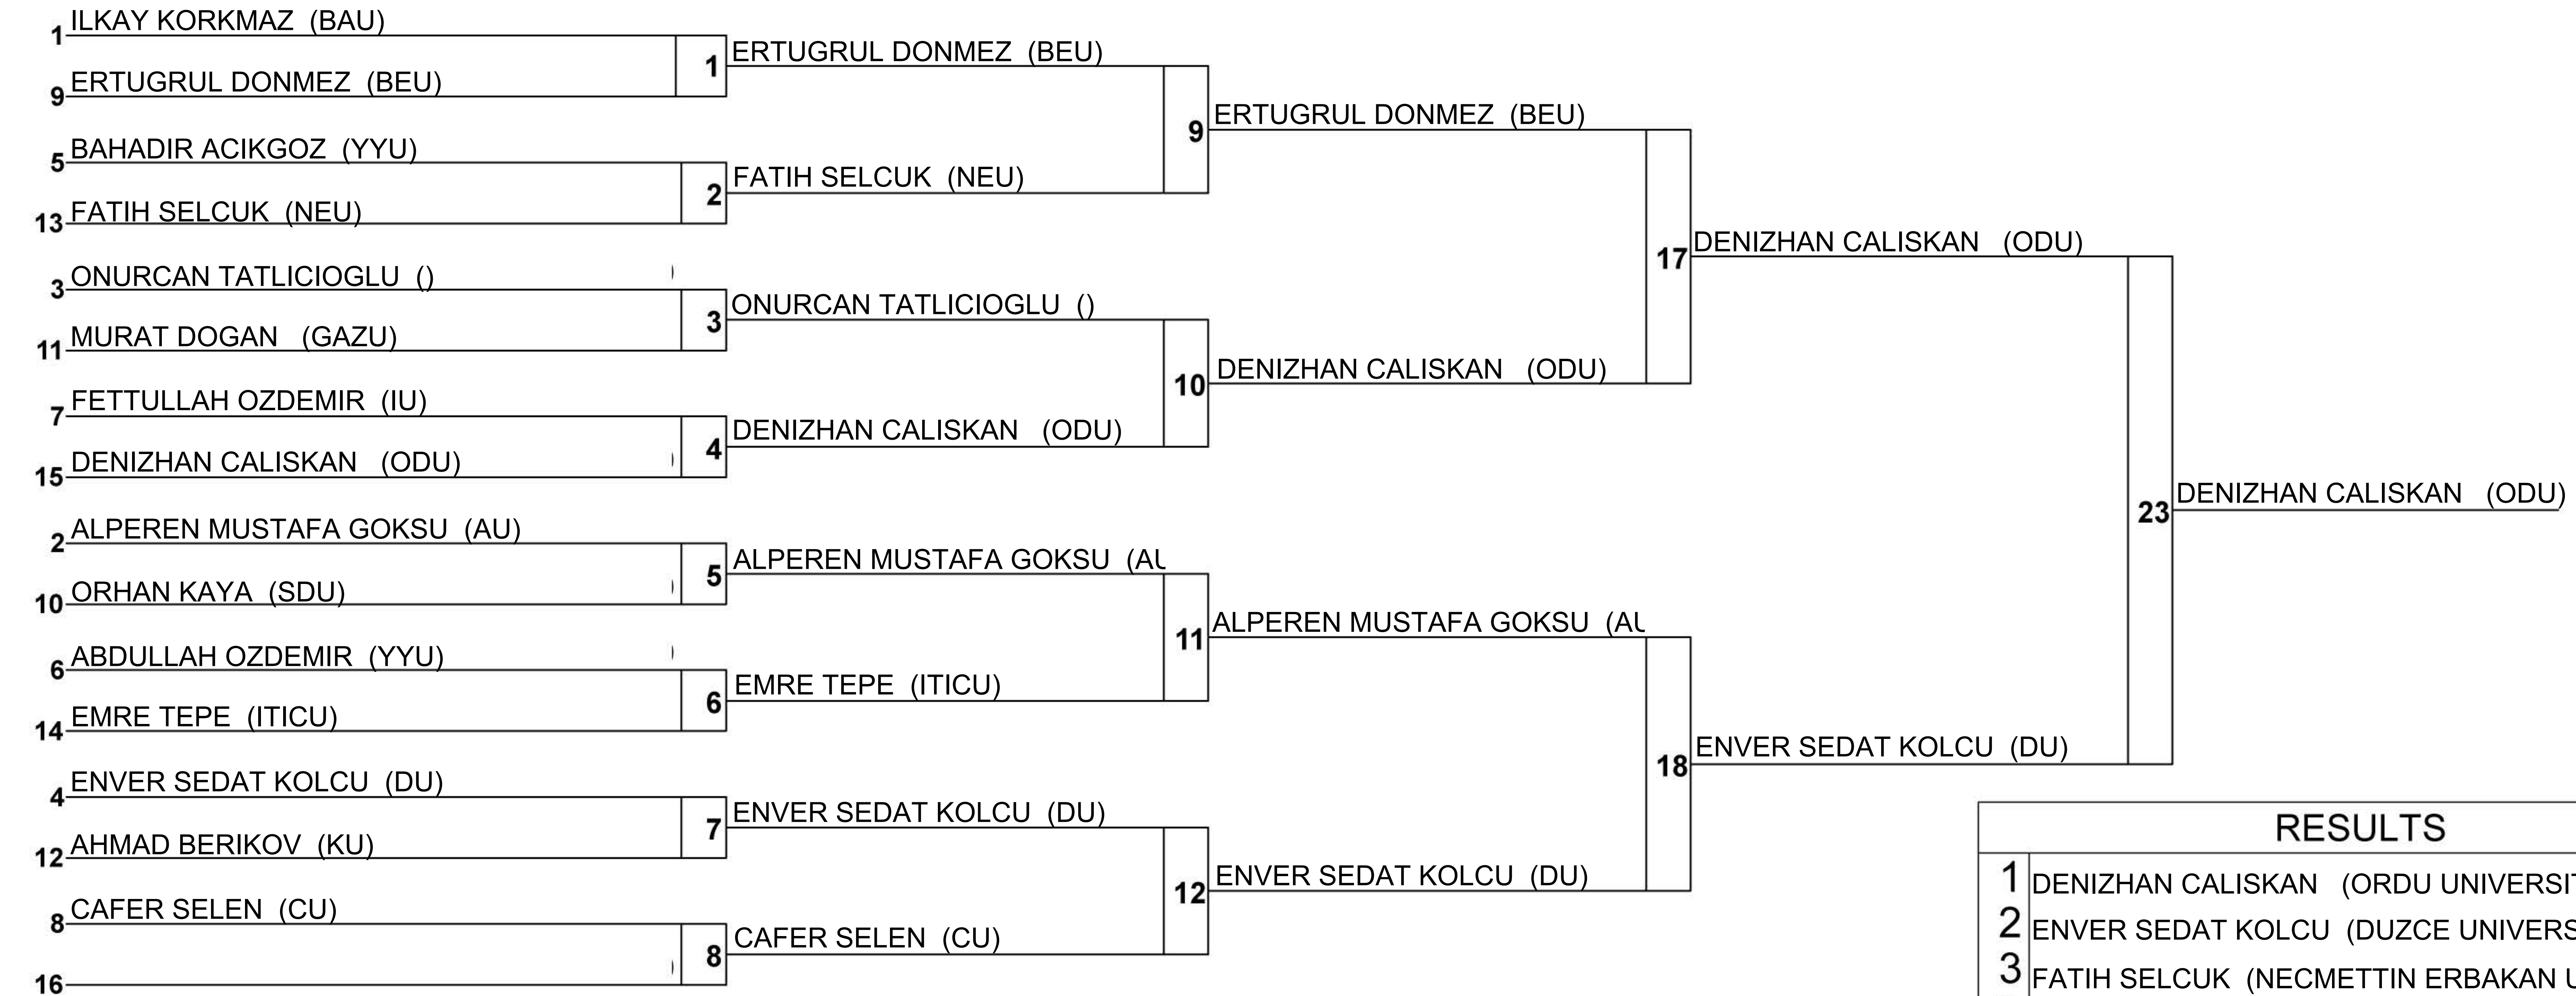 1 ILKAY KORKMAZ (BAU)
9 ERTUGRUL DONMEZ (BEU)
5 BAHADIR ACIKGOZ (YYU)
13 FATIH SELCUK (NEU)
3 ONURCAN TATLICIOGLU ()
11 MURAT DOGAN (GAZU)
7 FETTULLAH OZDEMIR (IU)
15 DENIZHAN CALISKAN (ODU)
2 ALPEREN MUSTAFA GOKSU (AU)
10 ORHAN KAYA (SDU)
6 ABDULLAH OZDEMIR (YYU)
14 EMRE TEPE (ITICU)
4 ENVER SEDAT KOLCU (DU)
12 AHMAD BERIKOV (KU)
8 CAFER SELEN (CU)
16
1 ERTUGRUL DONMEZ (BEU)
2 FATIH SELCUK (NEU)
3 ONURCAN TATLICIOGLU ()
4 DENIZHAN CALISKAN (ODU)
5 ALPEREN MUSTAFA GOKSU (AU
6 EMRE TEPE (ITICU)
7 ENVER SEDAT KOLCU (DU)
8 CAFER SELEN (CU)
9 ERTUGRUL DONMEZ (BEU)
10 DENIZHAN CALISKAN (ODU)
11 ALPEREN MUSTAFA GOKSU (AU
12 ENVER SEDAT KOLCU (DU)
17 DENIZHAN CALISKAN (ODU)
18 ENVER SEDAT KOLCU (DU)
23 DENIZHAN CALISKAN (ODU)
RESULTS
1 DENIZHAN CALISKAN (ORDU UNIVERSIT
2 ENVER SEDAT KOLCU (DUZCE UNIVERS
3 FATIH SELCUK (NECMETTIN ERBAKAN U